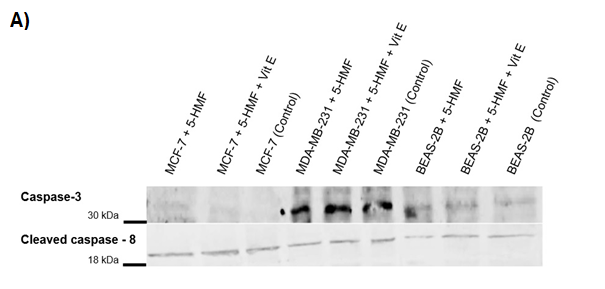 A)
MCF-7 + 5-HMF
MCF-7 + 5-HMF + Vit E
MCF-7 (Control)
MDA-MB-231 + 5-HMF
MDA-MB-231 + 5-HMF + Vit E
MDA-MB-231 (Control)
BEAS-2B + 5-HMF
BEAS-2B + 5-HMF + Vit E
BEAS-2B (Control)
Caspase-3
30 kDa
Cleaved caspase - 8
18 kDa